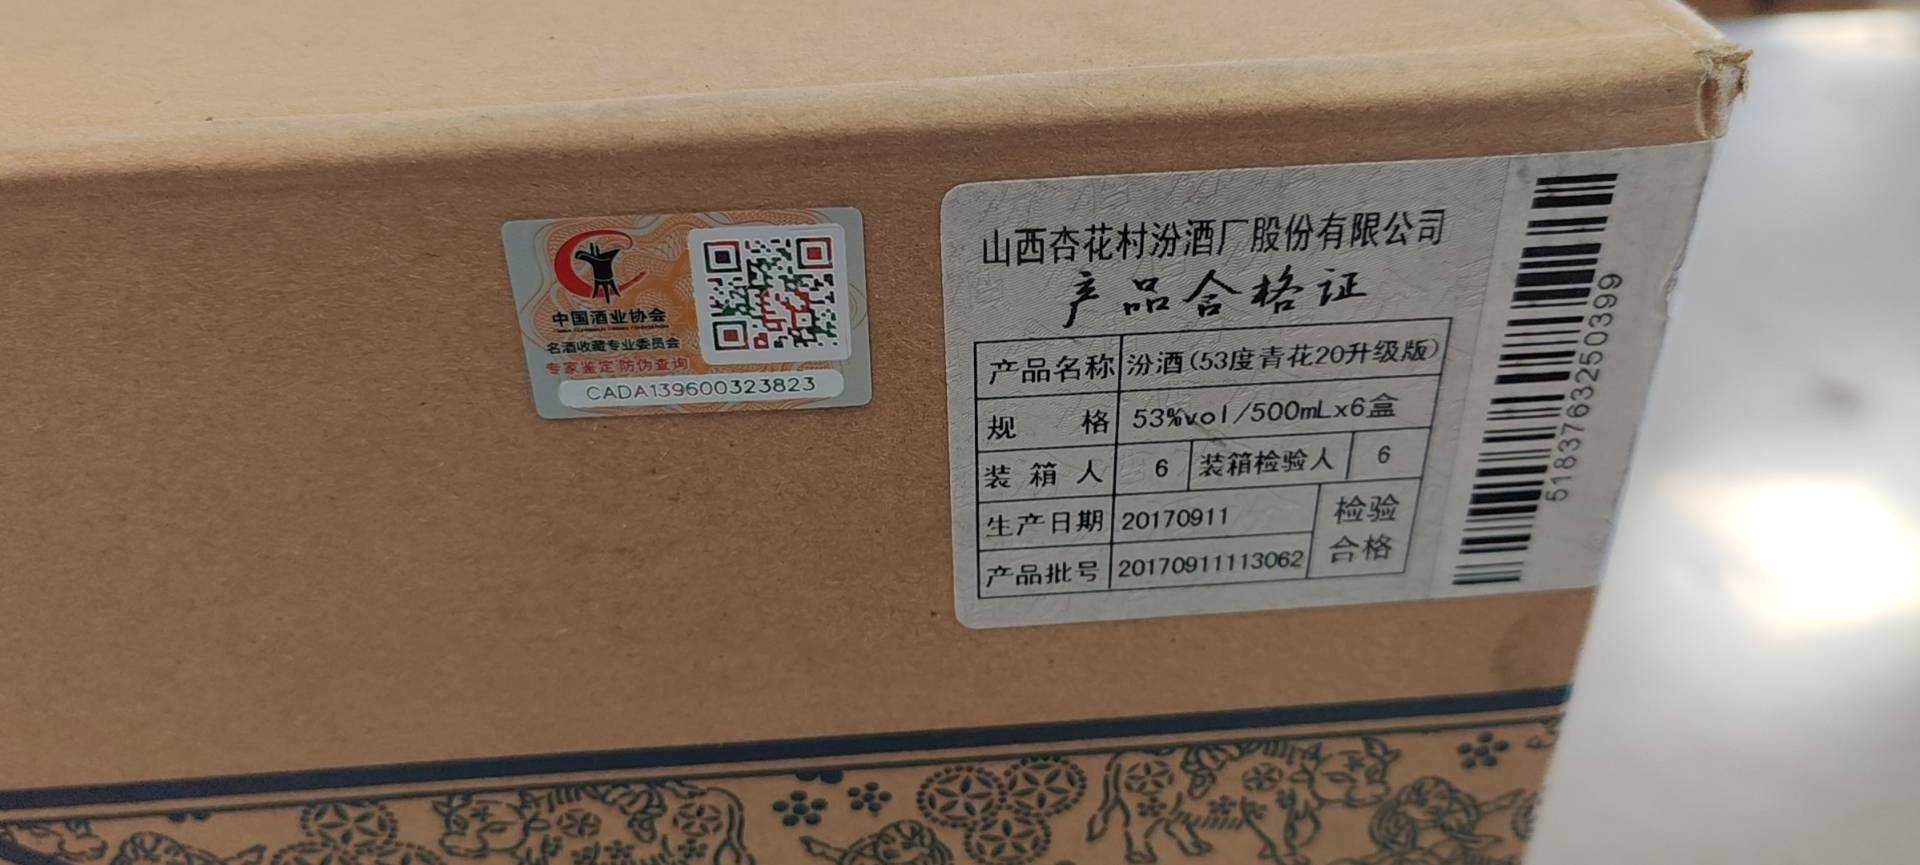 中国酒业协会
名酒收藏专业委员会
专家鉴定 防伪查询
CADA139600323823
山西杏花村汾酒厂股份有限公司
产品合格证
产品名称 汾酒(53度青花20升级版)
规格 53%vol/500mLx6盒
装箱人 6 装箱检验人 6
生产日期 20170911
检验合格
产品批号 20170911113062
51837763250399